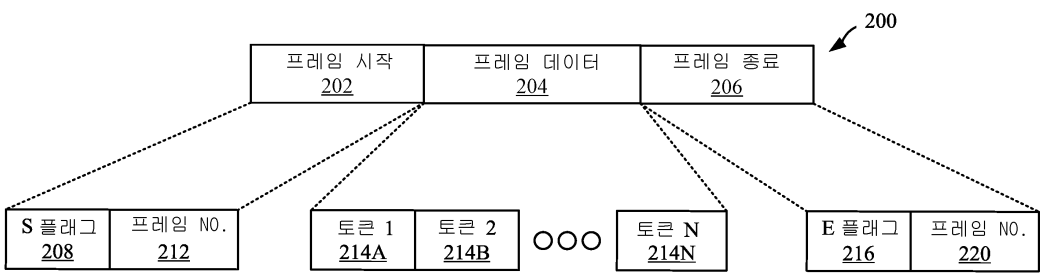 200
프레임 시작
202
프레임 데이터
204
프레임 종료
206
S 플래그
208
프레임 NO.
212
토큰 1
214A
토큰 2
214B
토큰 N
214N
E 플래그
216
프레임 NO.
220